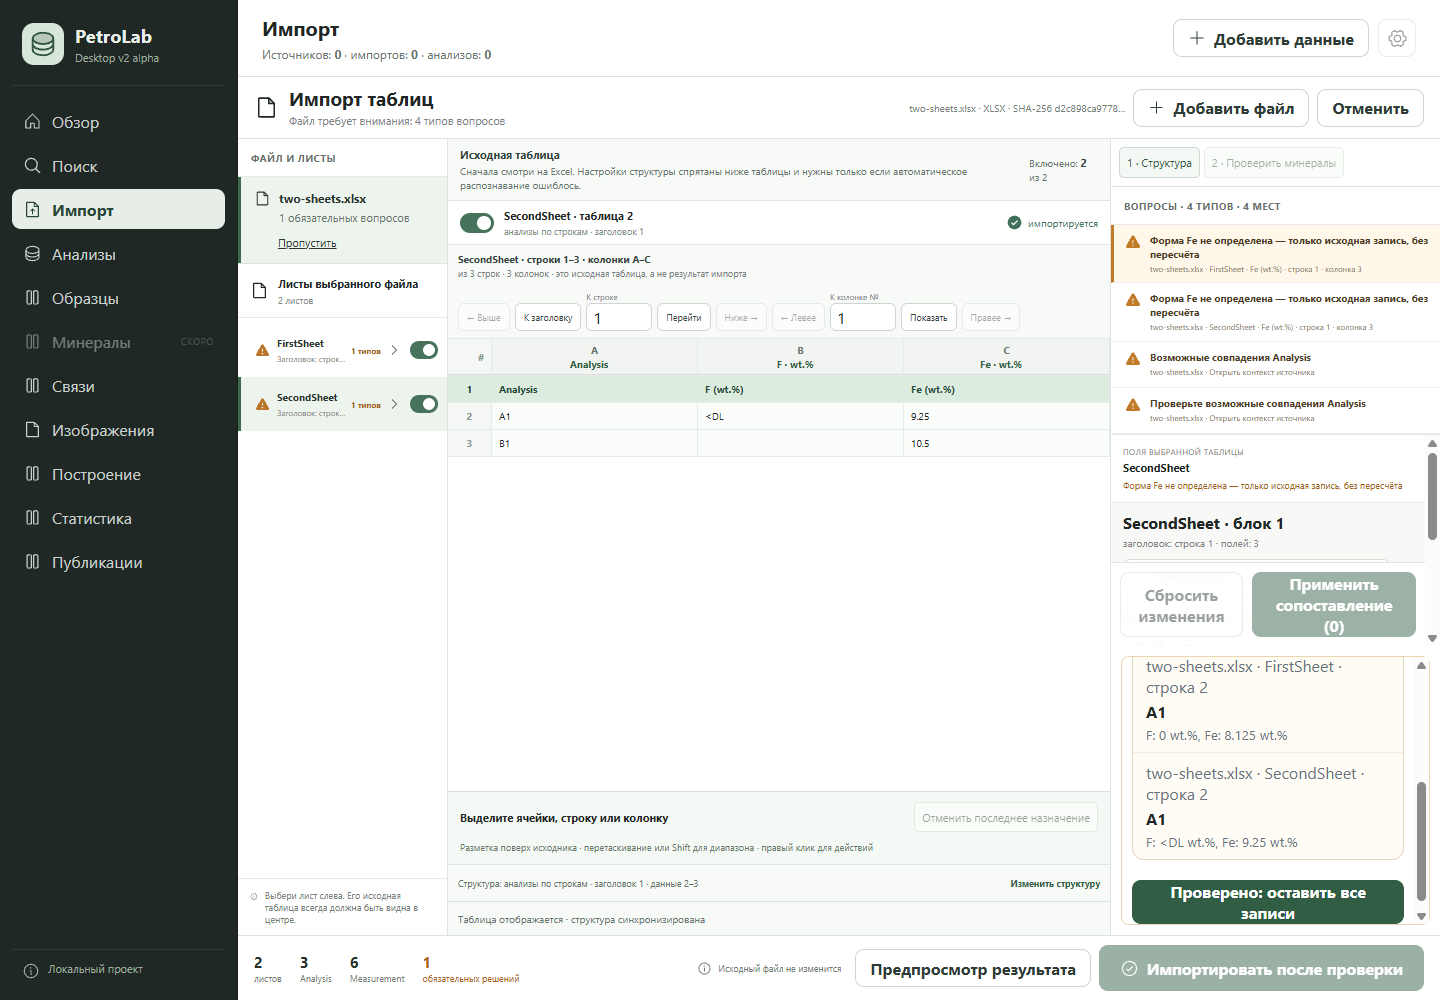 PetroLab
Desktop v2 alpha
Обзор
Поиск
Импорт
Анализы
Образцы
Минералы СКОРО
Связи
Изображения
Построение
Статистика
Публикации
Локальный проект
Импорт
Источников: 0 · импортов: 0 · анализов: 0
Добавить данные
Импорт таблиц
Файл требует внимания: 4 типов вопросов
two-sheets.xlsx · XLSX · SHA-256 d2c898ca9778...
Добавить файл
Отменить
ФАЙЛ И ЛИСТЫ
two-sheets.xlsx
1 обязательных вопросов
Пропустить
Листы выбранного файла
2 листов
FirstSheet
Заголовок: строк...
1 типов
SecondSheet
Заголовок: строк...
1 типов
Выбери лист слева. Его исходная
таблица всегда должна быть видна в
центре.
Исходная таблица
Сначала смотри на Excel. Настройки структуры спрятаны ниже таблицы и нужны только если автоматическое
распознавание ошиблось.
Включено: 2
из 2
SecondSheet · таблица 2
анализы по строкам · заголовок 1
импортируется
SecondSheet · строки 1–3 · колонки A–C
из 3 строк · 3 колонок · это исходная таблица, а не результат импорта
← Выше
К заголовку
К строке
1
Перейти
Ниже →
← Левее
К колонке №
1
Показать
Правее →
# A B C
Analysis F · wt.% Fe · wt.%
1 Analysis F (wt.%) Fe (wt.%)
2 A1 <DL 9.25
3 B1 10.5
Выделите ячейки, строку или колонку
Отменить последнее назначение
Разметка поверх исходника · перетаскивание или Shift для диапазона · правый клик для действий
Структура: анализы по строкам · заголовок 1 · данные 2–3
Изменить структуру
Таблица отображается · структура синхронизирована
1 · Структура
2 · Проверить минералы
ВОПРОСЫ · 4 ТИПОВ · 4 МЕСТ
Форма Fe не определена — только исходная запись, без
пересчёта
two-sheets.xlsx · FirstSheet · Fe (wt.%) · строка 1 · колонка 3
Форма Fe не определена — только исходная запись, без
пересчёта
two-sheets.xlsx · SecondSheet · Fe (wt.%) · строка 1 · колонка 3
Возможные совпадения Analysis
two-sheets.xlsx · Открыть контекст источника
Проверьте возможные совпадения Analysis
two-sheets.xlsx · Открыть контекст источника
ПОЛЯ ВЫБРАННОЙ ТАБЛИЦЫ
SecondSheet
Форма Fe не определена — только исходная запись, без пересчёта
SecondSheet · блок 1
заголовок: строка 1 · полей: 3
Сбросить
изменения
Применить
сопоставление
(0)
two-sheets.xlsx · FirstSheet ·
строка 2
A1
F: 0 wt.%, Fe: 8.125 wt.%
two-sheets.xlsx · SecondSheet ·
строка 2
A1
F: <DL wt.%, Fe: 9.25 wt.%
Проверено: оставить все
записи
2
листов
3
Analysis
6
Measurement
1
обязательных решений
Исходный файл не изменится
Предпросмотр результата
Импортировать после проверки